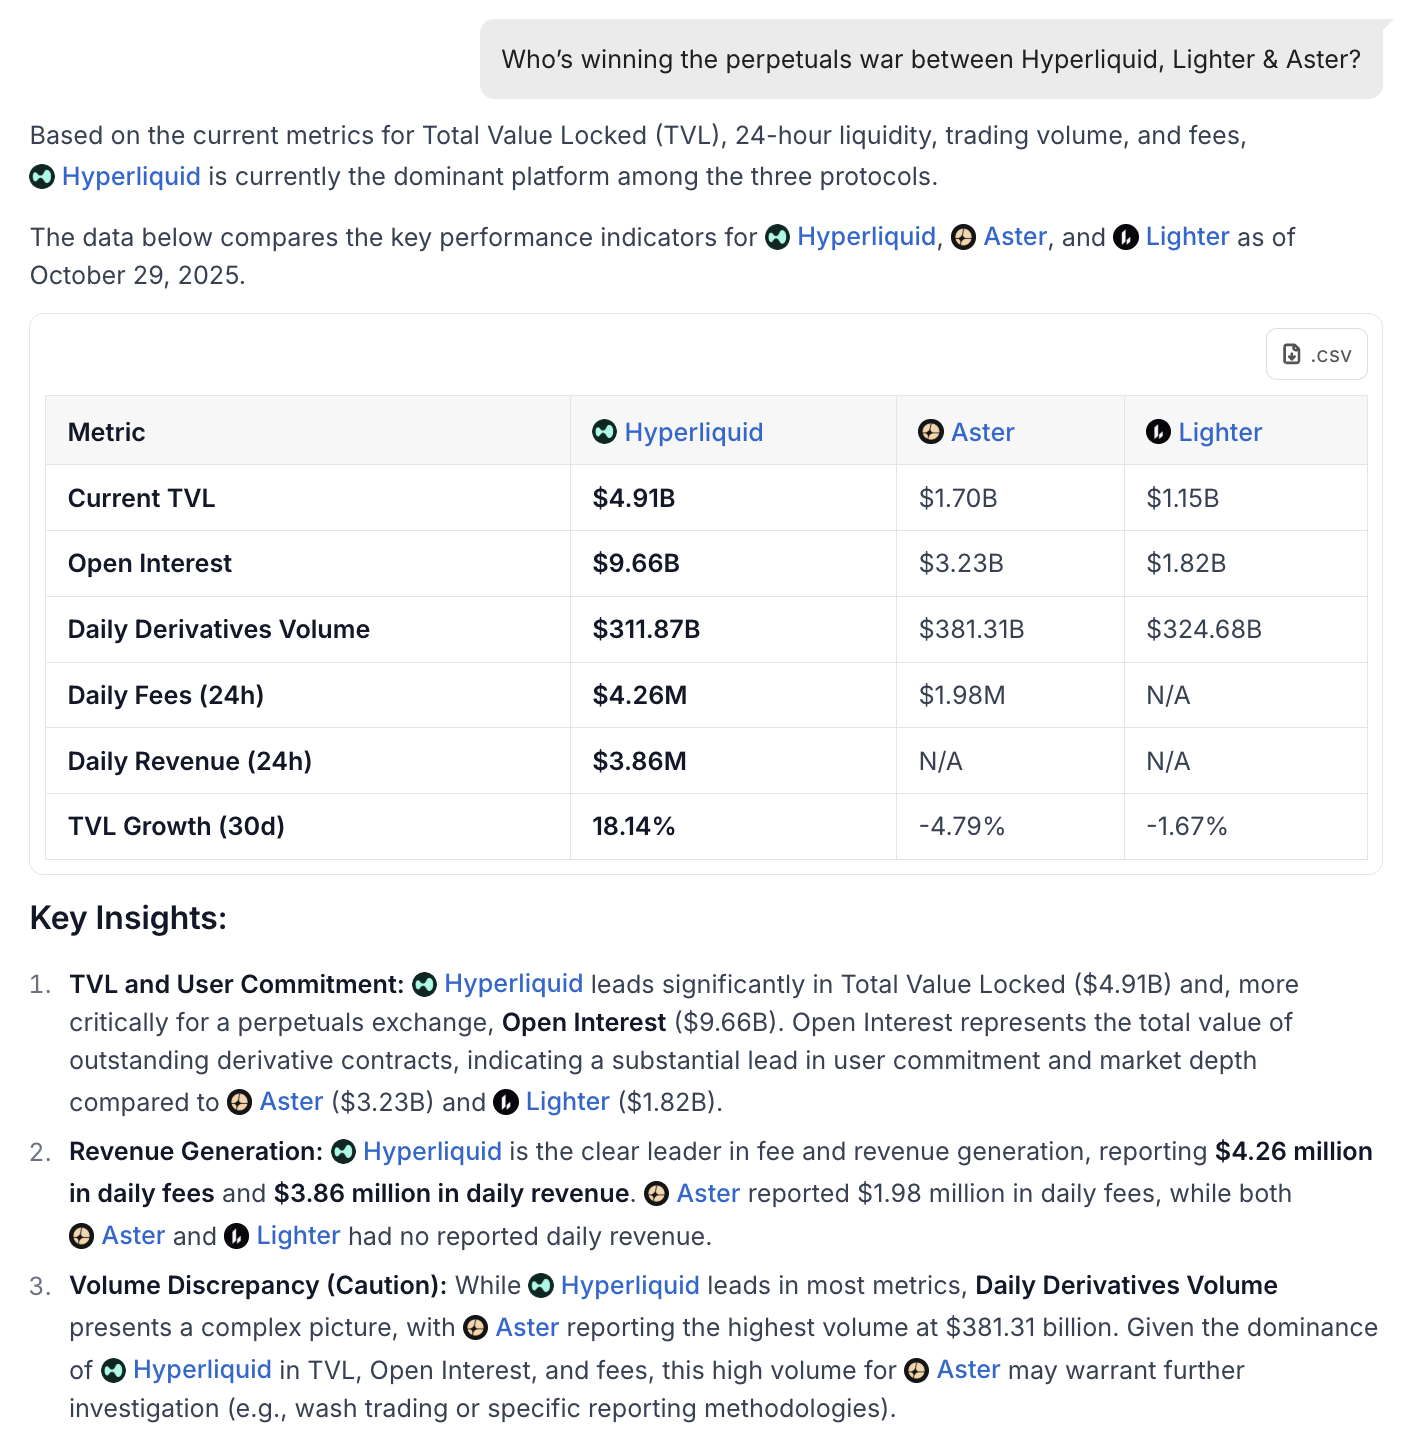 Who’s winning the perpetuals war between Hyperliquid, Lighter & Aster?
Based on the current metrics for Total Value Locked (TVL), 24-hour liquidity, trading volume, and fees,
Hyperliquid is currently the dominant platform among the three protocols.
The data below compares the key performance indicators for Hyperliquid, Aster, and Lighter as of
October 29, 2025.
.csv
Metric Hyperliquid Aster Lighter
Current TVL $4.91B $1.70B $1.15B
Open Interest $9.66B $3.23B $1.82B
Daily Derivatives Volume $311.87B $381.31B $324.68B
Daily Fees (24h) $4.26M $1.98M N/A
Daily Revenue (24h) $3.86M N/A N/A
TVL Growth (30d) 18.14% -4.79% -1.67%
Key Insights:
1. TVL and User Commitment: Hyperliquid leads significantly in Total Value Locked ($4.91B) and, more
critically for a perpetuals exchange, Open Interest ($9.66B). Open Interest represents the total value of
outstanding derivative contracts, indicating a substantial lead in user commitment and market depth
compared to Aster ($3.23B) and Lighter ($1.82B).
2. Revenue Generation: Hyperliquid is the clear leader in fee and revenue generation, reporting $4.26 million
in daily fees and $3.86 million in daily revenue. Aster reported $1.98 million in daily fees, while both
Aster and Lighter had no reported daily revenue.
3. Volume Discrepancy (Caution): While Hyperliquid leads in most metrics, Daily Derivatives Volume
presents a complex picture, with Aster reporting the highest volume at $381.31 billion. Given the dominance
of Hyperliquid in TVL, Open Interest, and fees, this high volume for Aster may warrant further
investigation (e.g., wash trading or specific reporting methodologies).